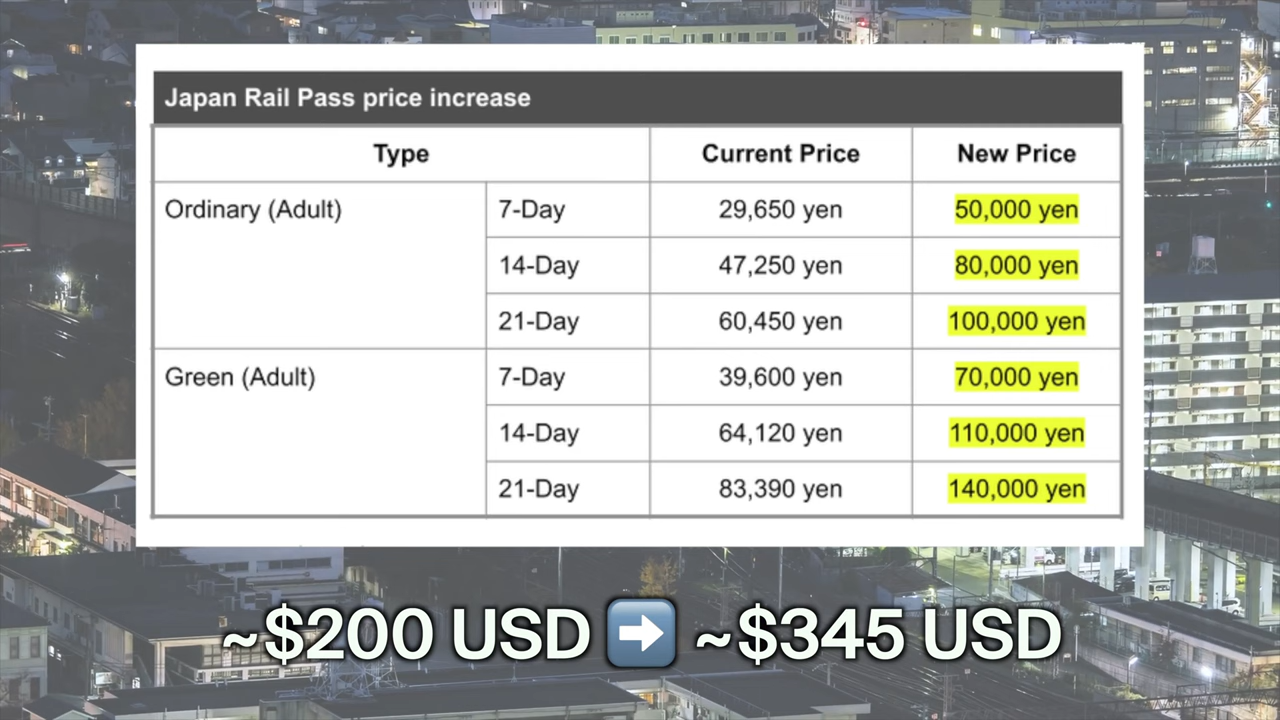 Japan Rail Pass price increase
Type Current Price New Price
Ordinary (Adult) 7-Day 29,650 yen 50,000 yen
14-Day 47,250 yen 80,000 yen
21-Day 60,450 yen 100,000 yen
Green (Adult) 7-Day 39,600 yen 70,000 yen
14-Day 64,120 yen 110,000 yen
21-Day 83,390 yen 140,000 yen
~$200 USD ➡️ ~$345 USD